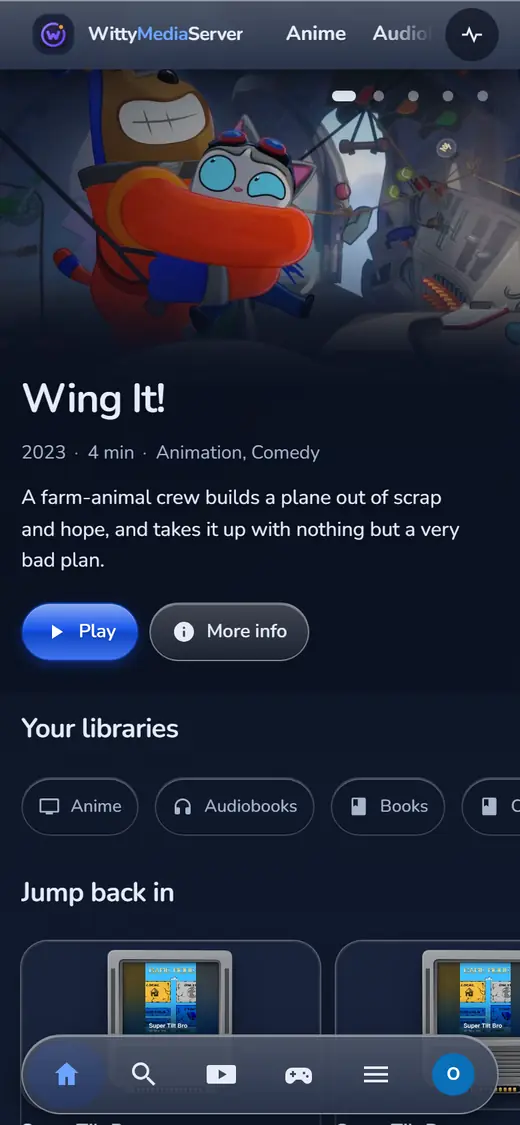 WittyMediaServer Anime Audio
Wing It!
2023 · 4 min · Animation, Comedy
A farm-animal crew builds a plane out of scrap
and hope, and takes it up with nothing but a very
bad plan.
Play More info
Your libraries
Anime Audiobooks Books C
Jump back in
Super Tilt Bro Super Tilt Bro
O